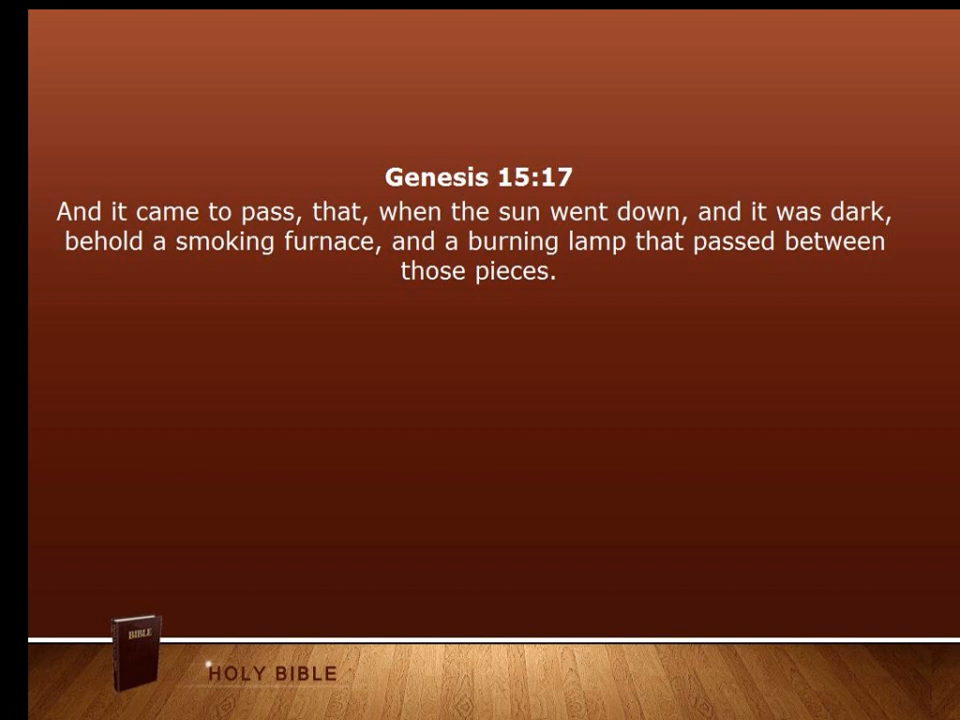 Genesis 15:17
And it came to pass, that, when the sun went down, and it was dark,
behold a smoking furnace, and a burning lamp that passed between
those pieces.
BIBLE
HOLY BIBLE